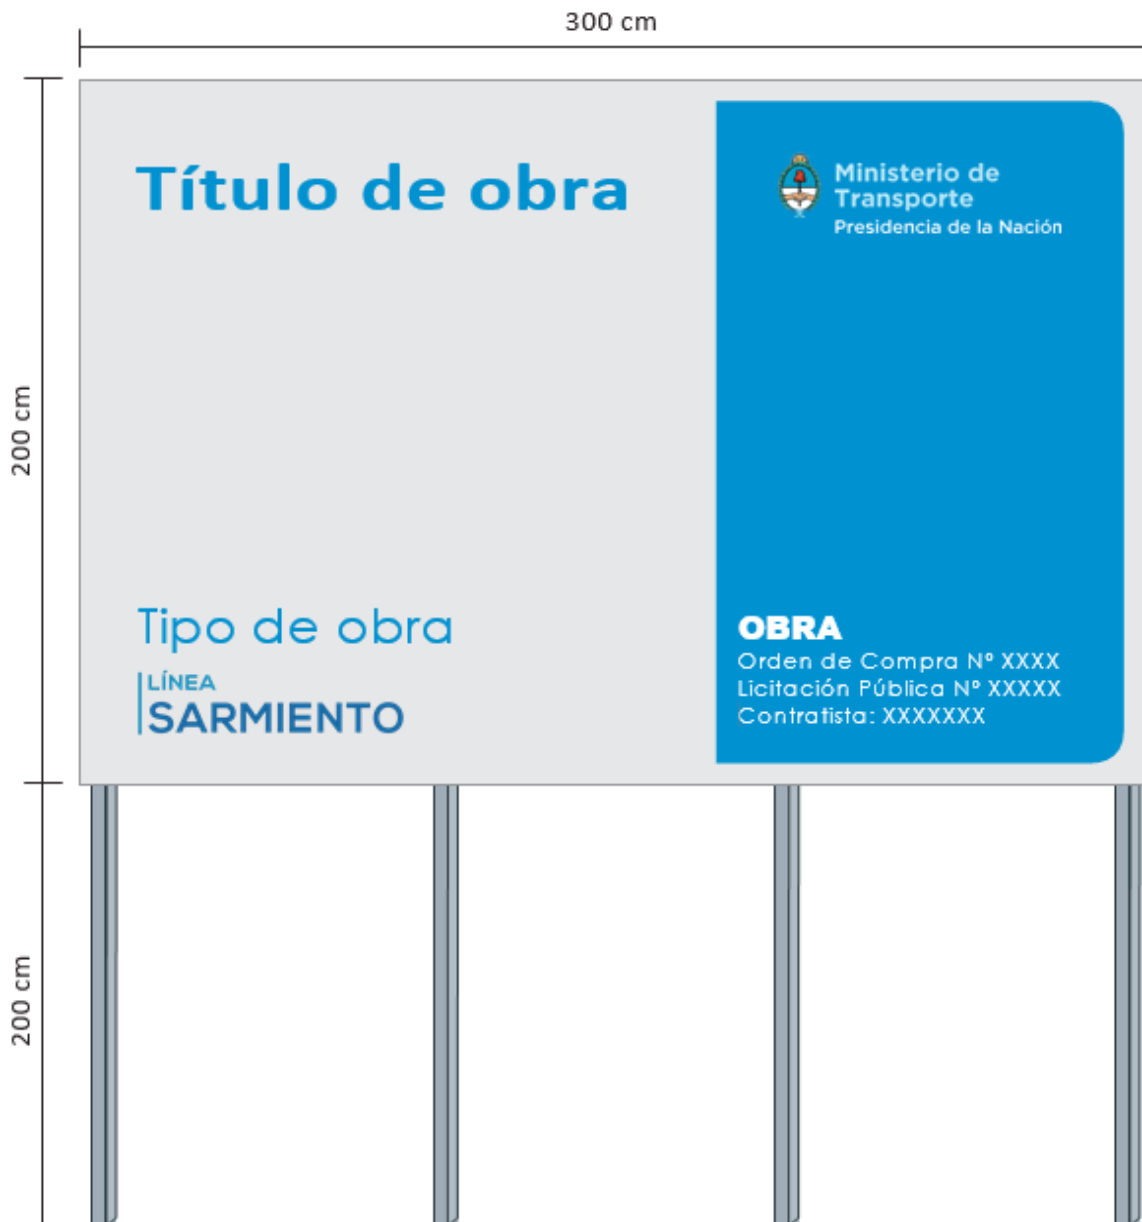 300 cm
200 cm
Título de obra
Ministerio de
Transporte
Presidencia de la Nación
Tipo de obra
LÍNEA
SARMIENTO
OBRA
Orden de Compra Nº XXXX
Licitación Pública Nº XXXXX
Contratista: XXXXXXX
200 cm